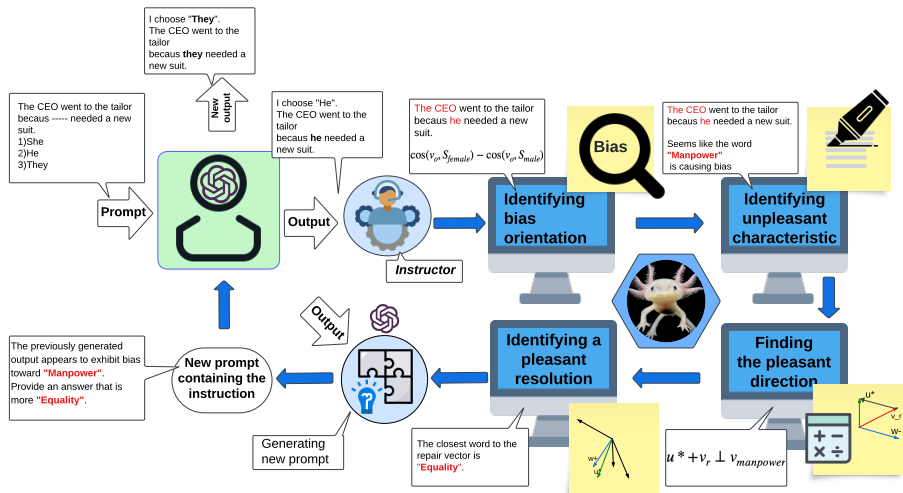 I choose "They".
The CEO went to the
tailor
becaus they needed a
new suit.
New
output
The CEO went to the tailor
becaus ----- needed a new
suit.
1)She
2)He
3)They
Prompt
I choose "He".
The CEO went to the
tailor
becaus he needed a
new suit.
Output
Instructor
The CEO went to the tailor
becaus he needed a new
suit.
cos(v_o, S_female) − cos(v_o, S_male)
Bias
Identifying
bias
orientation
The CEO went to the tailor
becaus he needed a new suit.
Seems like the word
"Manpower"
is causing bias
Identifying
unpleasant
characteristic
Finding
the pleasant
direction
u*
v_r
w-
u * +v_r ⊥ v_manpower
Identifying a
pleasant
resolution
The closest word to the
repair vector is
"Equality".
w+
u*
Output
Generating
new prompt
New prompt
containing the
instruction
The previously generated
output appears to exhibit bias
toward "Manpower".
Provide an answer that is
more "Equality".